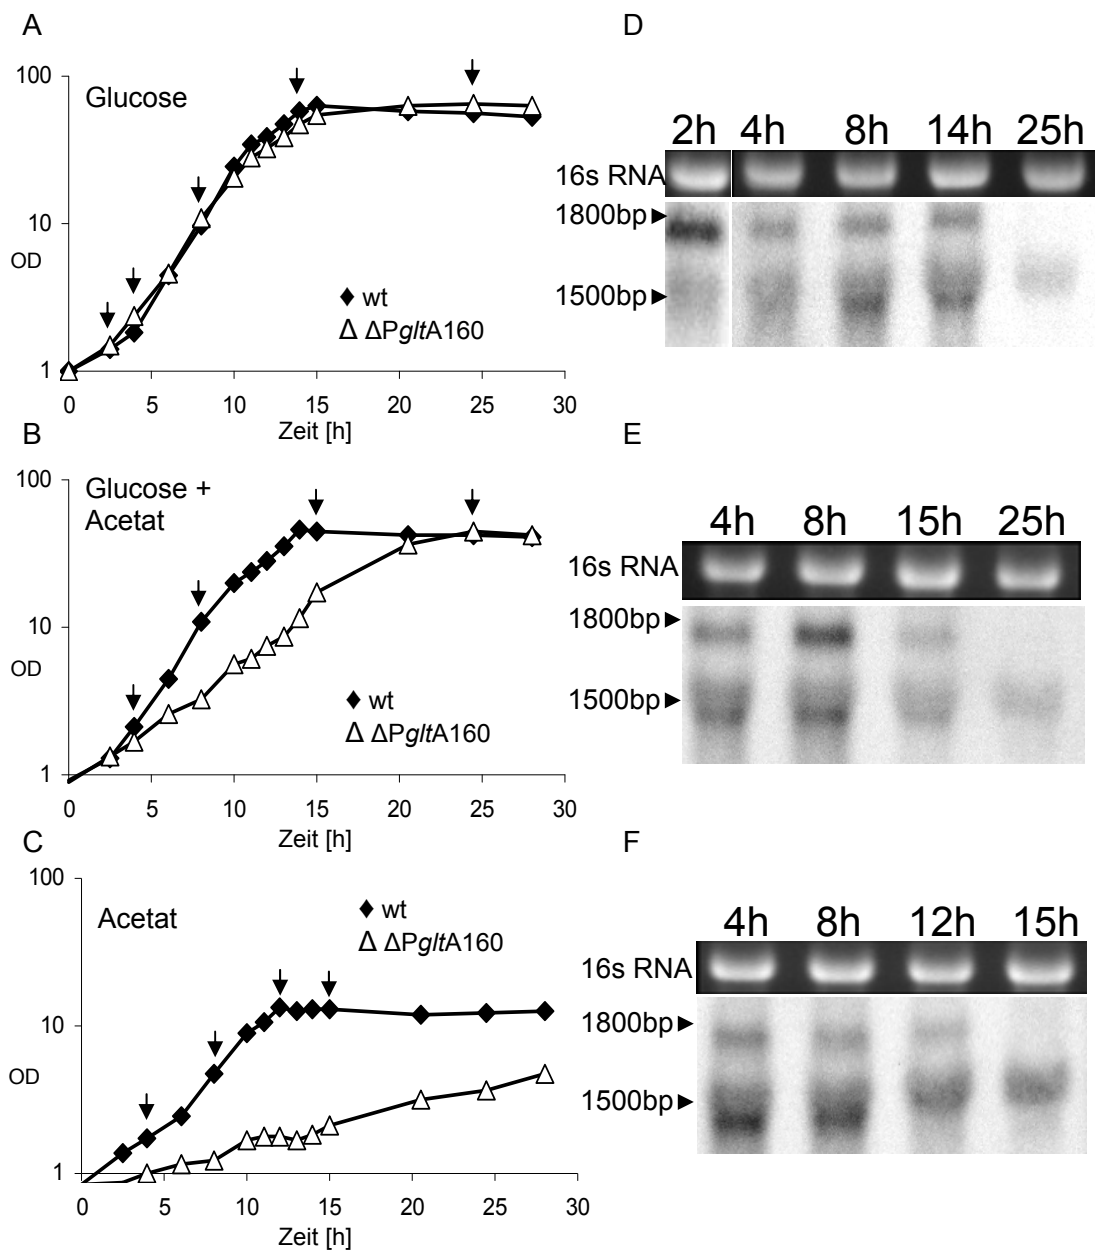 A
100
Glucose
10
OD
wt
ΔPgltA160
1
0 5 10 15 20 25 30
Zeit [h]
B
100
Glucose +
Acetat
10
OD
wt
ΔPgltA160
1
0 5 10 15 20 25 30
Zeit [h]
C
100
Acetat
wt
ΔPgltA160
10
OD
1
0 5 10 15 20 25 30
Zeit [h]
D
2h 4h 8h 14h 25h
16s RNA
1800bp
1500bp
E
4h 8h 15h 25h
16s RNA
1800bp
1500bp
F
4h 8h 12h 15h
16s RNA
1800bp
1500bp